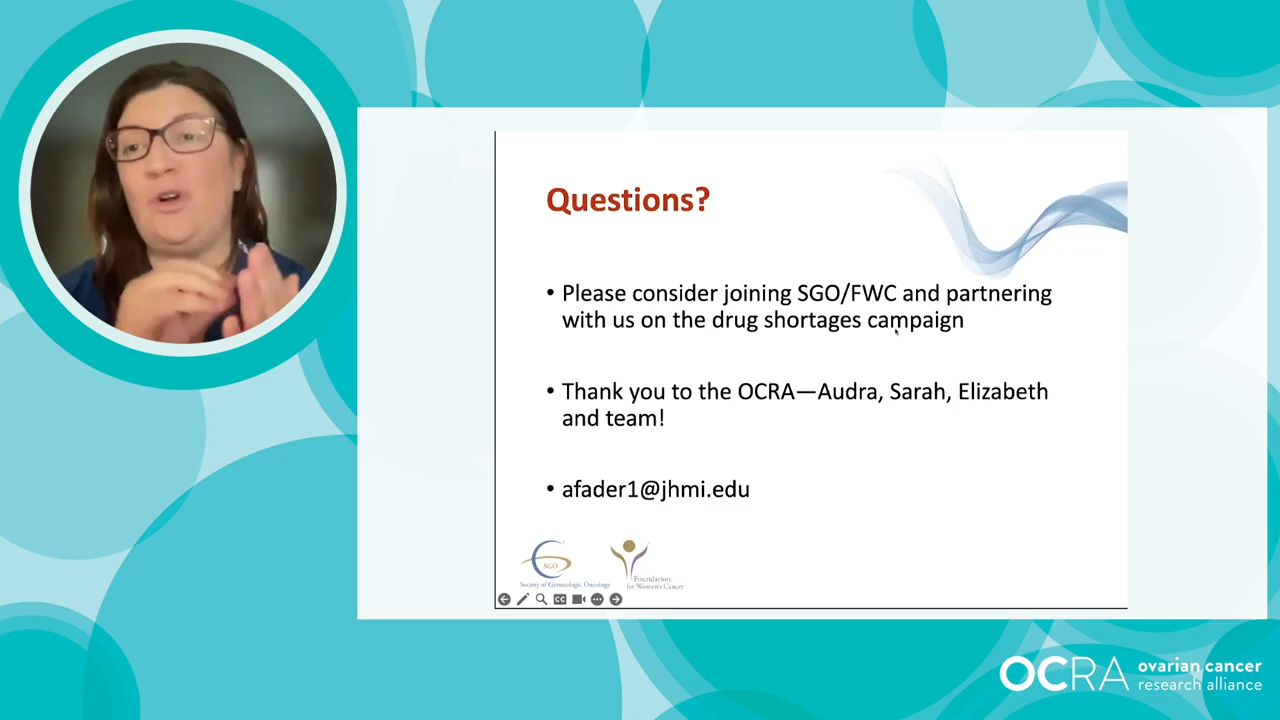 Questions?
• Please consider joining SGO/FWC and partnering
with us on the drug shortages campaign
• Thank you to the OCRA—Audra, Sarah, Elizabeth
and team!
• afader1@jhmi.edu
SGO
Society of Gynecologic Oncology
Foundation
for Women's Cancer
CC
OCRA
ovarian cancer
research alliance